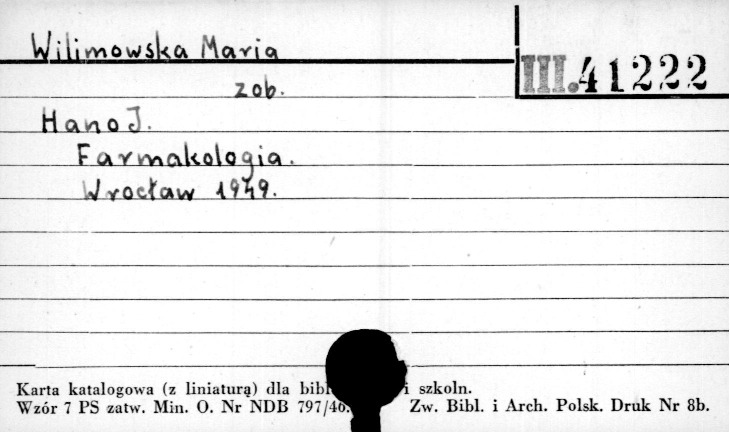 Wilimowska Maria
III.41222
zob.
Hano J.
Farmakologia.
Wrocław 1949.
Karta katalogowa (z liniaturą) dla i szkoln.
Wzór 7 PS zatw. Min. O. Nr NDB 797/46. Zw. Bibl. i Arch. Polsk. Druk Nr 8b.